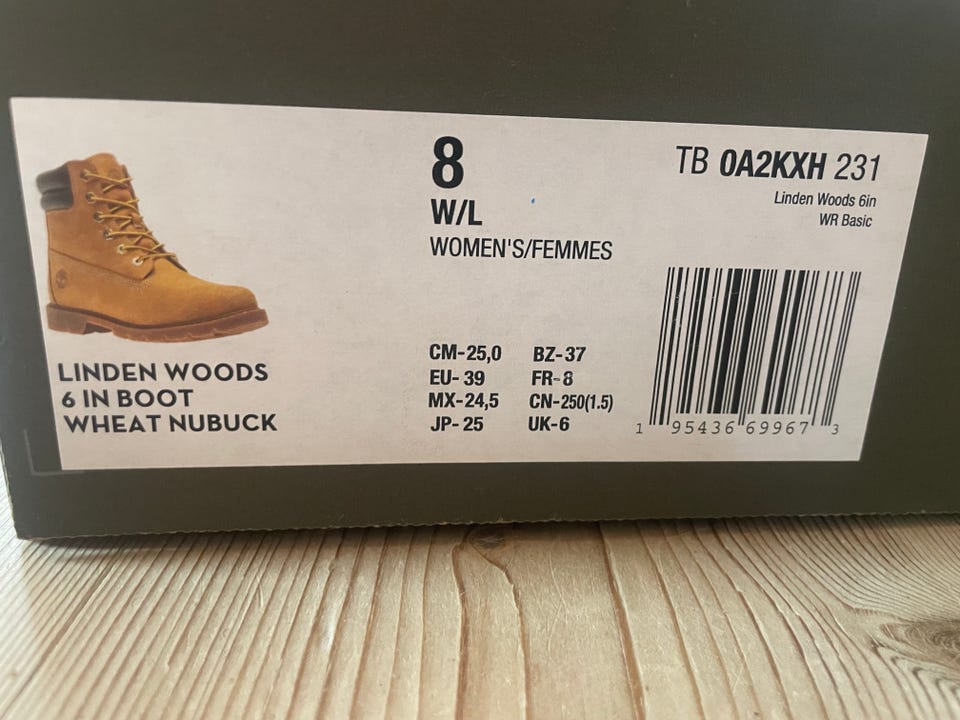 8
W/L
WOMEN'S/FEMMES
TB 0A2KXH 231
Linden Woods 6in
WR Basic
LINDEN WOODS
6 IN BOOT
WHEAT NUBUCK
CM-25,0 BZ-37
EU-39 FR-8
MX-24,5 CN-250(1.5)
JP-25 UK-6
1 95436 69967 3